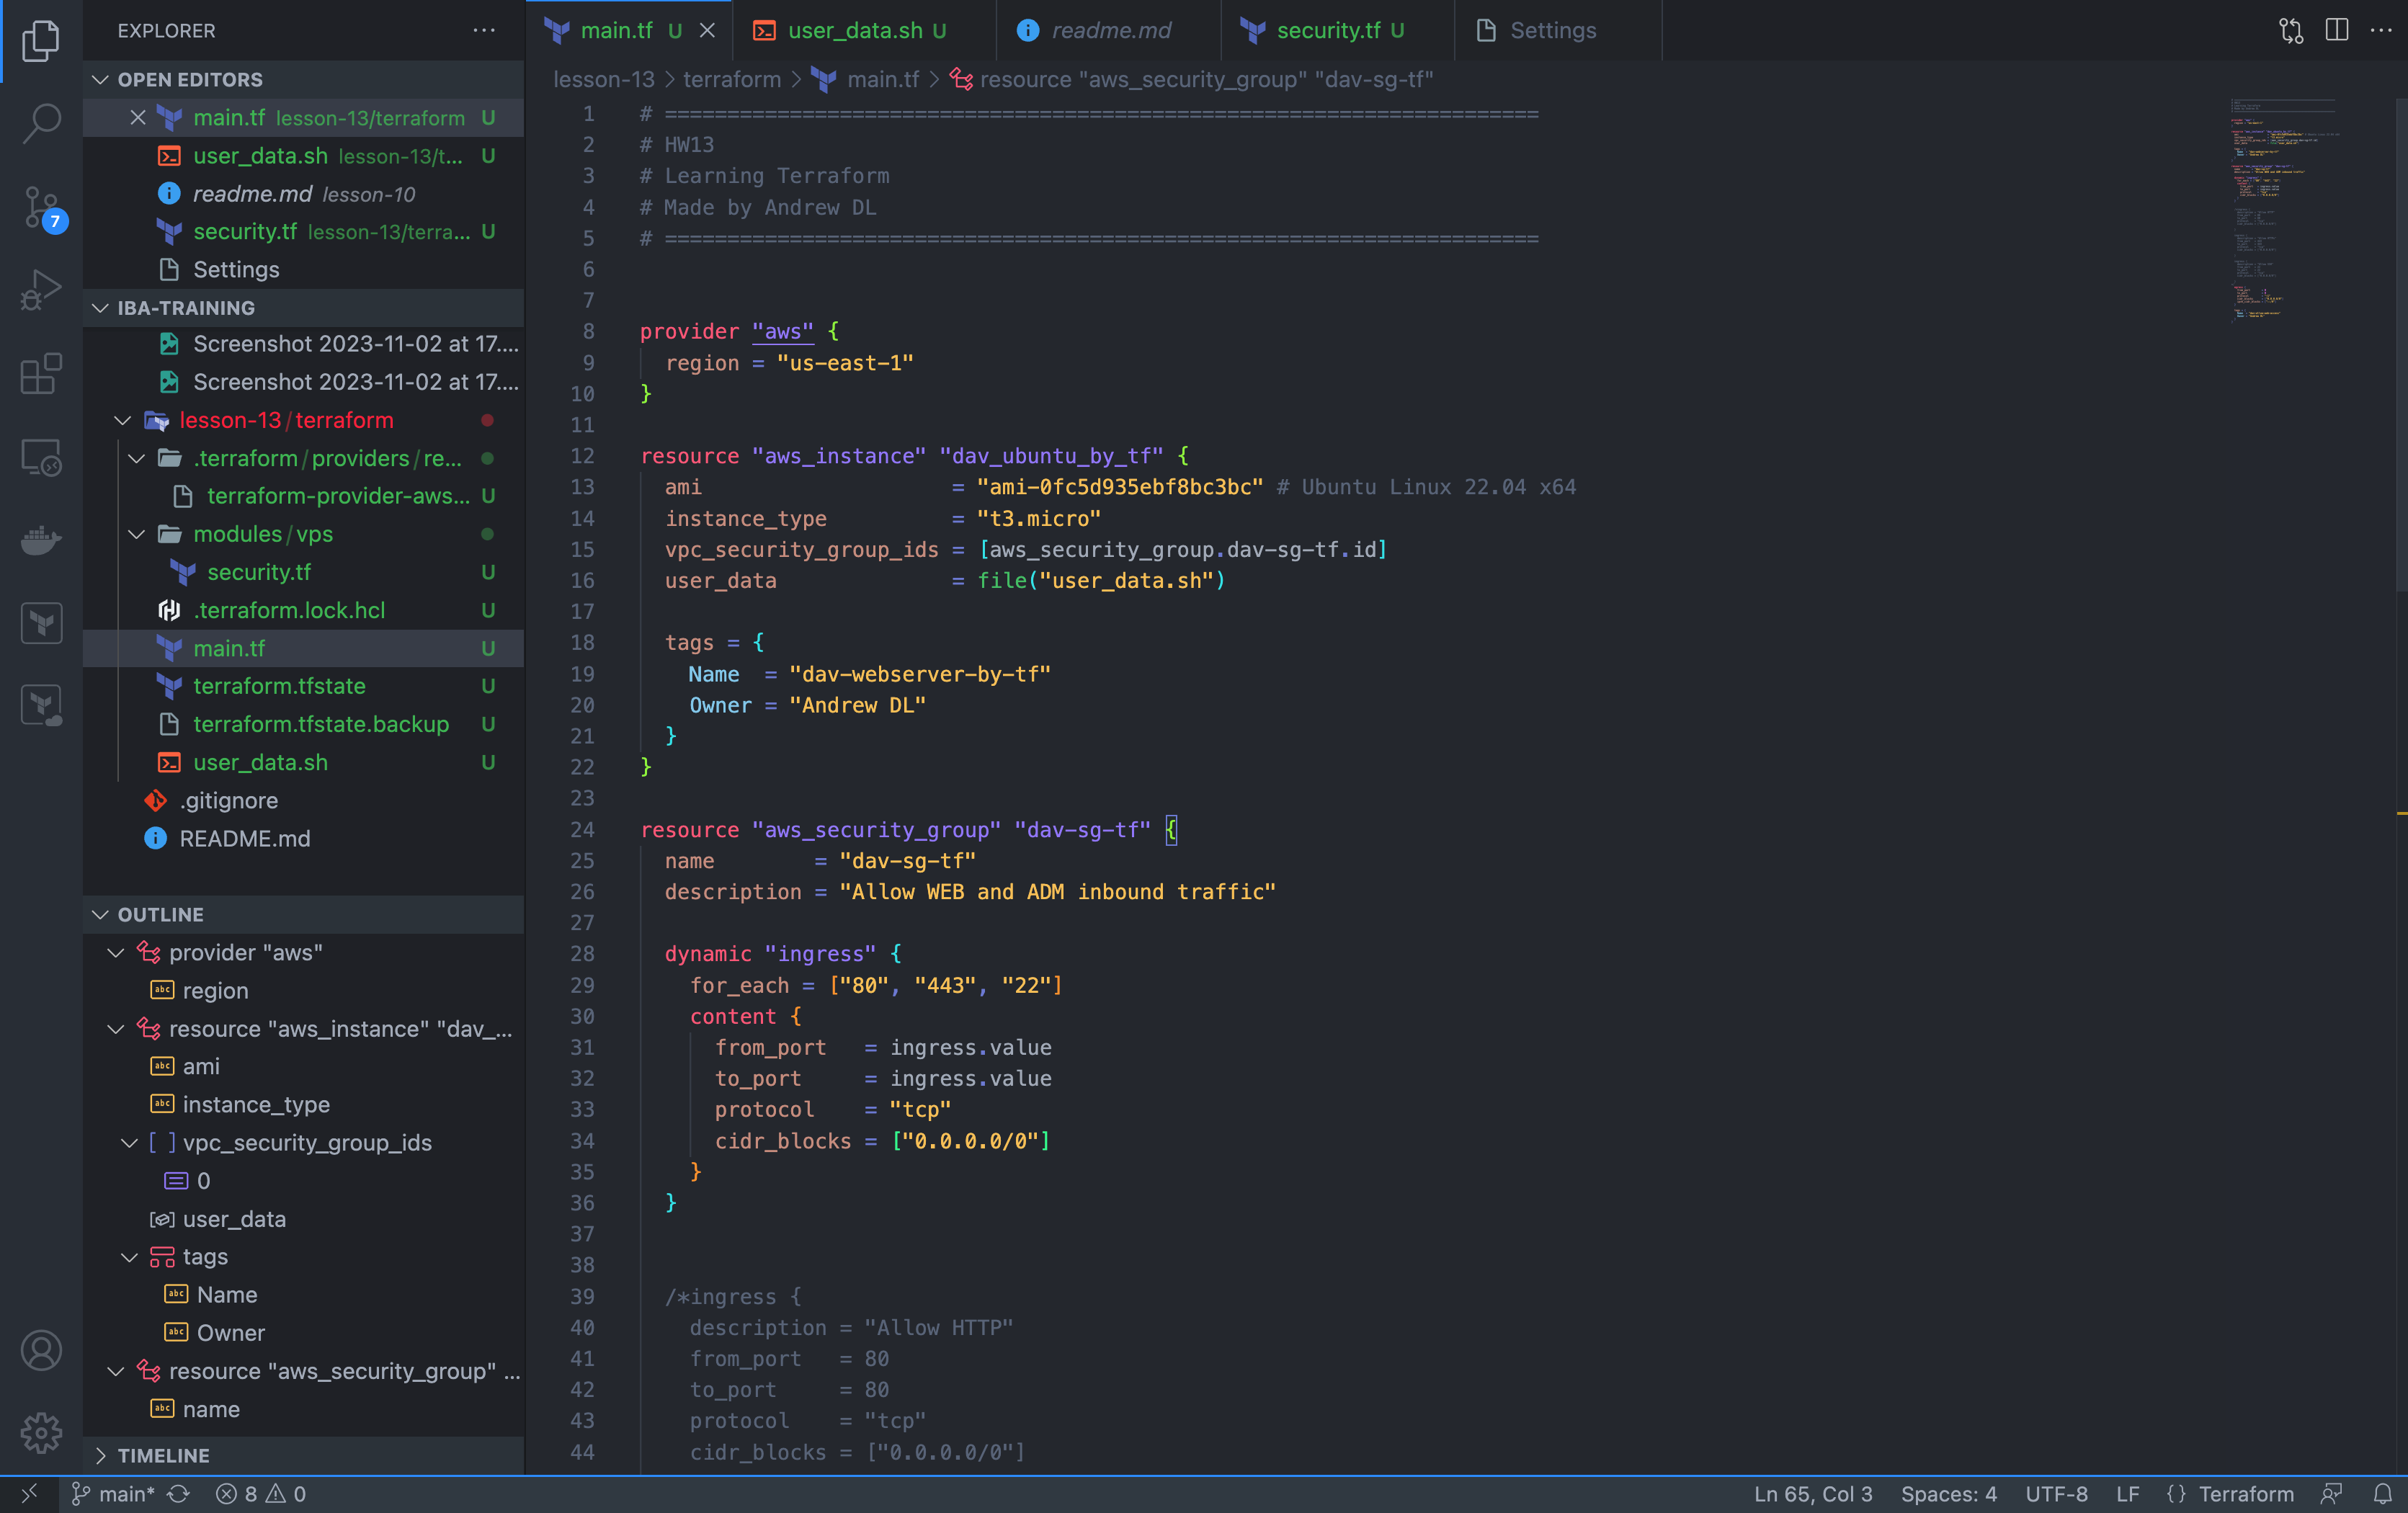 EXPLORER
OPEN EDITORS
main.tf lesson-13/terraform U
user_data.sh lesson-13/t... U
readme.md lesson-10
security.tf lesson-13/terra... U
Settings
IBA-TRAINING
Screenshot 2023-11-02 at 17....
Screenshot 2023-11-02 at 17....
lesson-13/terraform
.terraform/providers/re...
terraform-provider-aws... U
modules/vps
security.tf U
.terraform.lock.hcl U
main.tf U
terraform.tfstate U
terraform.tfstate.backup U
user_data.sh U
.gitignore
README.md
OUTLINE
provider "aws"
region
resource "aws_instance" "dav_...
ami
instance_type
vpc_security_group_ids
0
user_data
tags
Name
Owner
resource "aws_security_group" ...
name
TIMELINE
7
main.tf U user_data.sh U readme.md security.tf U Settings
lesson-13 > terraform > main.tf > resource "aws_security_group" "dav-sg-tf"
1 # ======================================================================
2 # HW13
3 # Learning Terraform
4 # Made by Andrew DL
5 # ======================================================================
6
7
8 provider "aws" {
9   region = "us-east-1"
10 }
11
12 resource "aws_instance" "dav_ubuntu_by_tf" {
13   ami                    = "ami-0fc5d935ebf8bc3bc" # Ubuntu Linux 22.04 x64
14   instance_type          = "t3.micro"
15   vpc_security_group_ids = [aws_security_group.dav-sg-tf.id]
16   user_data              = file("user_data.sh")
17
18   tags = {
19     Name  = "dav-webserver-by-tf"
20     Owner = "Andrew DL"
21   }
22 }
23
24 resource "aws_security_group" "dav-sg-tf" {
25   name        = "dav-sg-tf"
26   description = "Allow WEB and ADM inbound traffic"
27
28   dynamic "ingress" {
29     for_each = ["80", "443", "22"]
30     content {
31       from_port   = ingress.value
32       to_port     = ingress.value
33       protocol    = "tcp"
34       cidr_blocks = ["0.0.0.0/0"]
35     }
36   }
37
38
39   /*ingress {
40     description = "Allow HTTP"
41     from_port   = 80
42     to_port     = 80
43     protocol    = "tcp"
44     cidr_blocks = ["0.0.0.0/0"]
main* 8 0 Ln 65, Col 3 Spaces: 4 UTF-8 LF {} Terraform